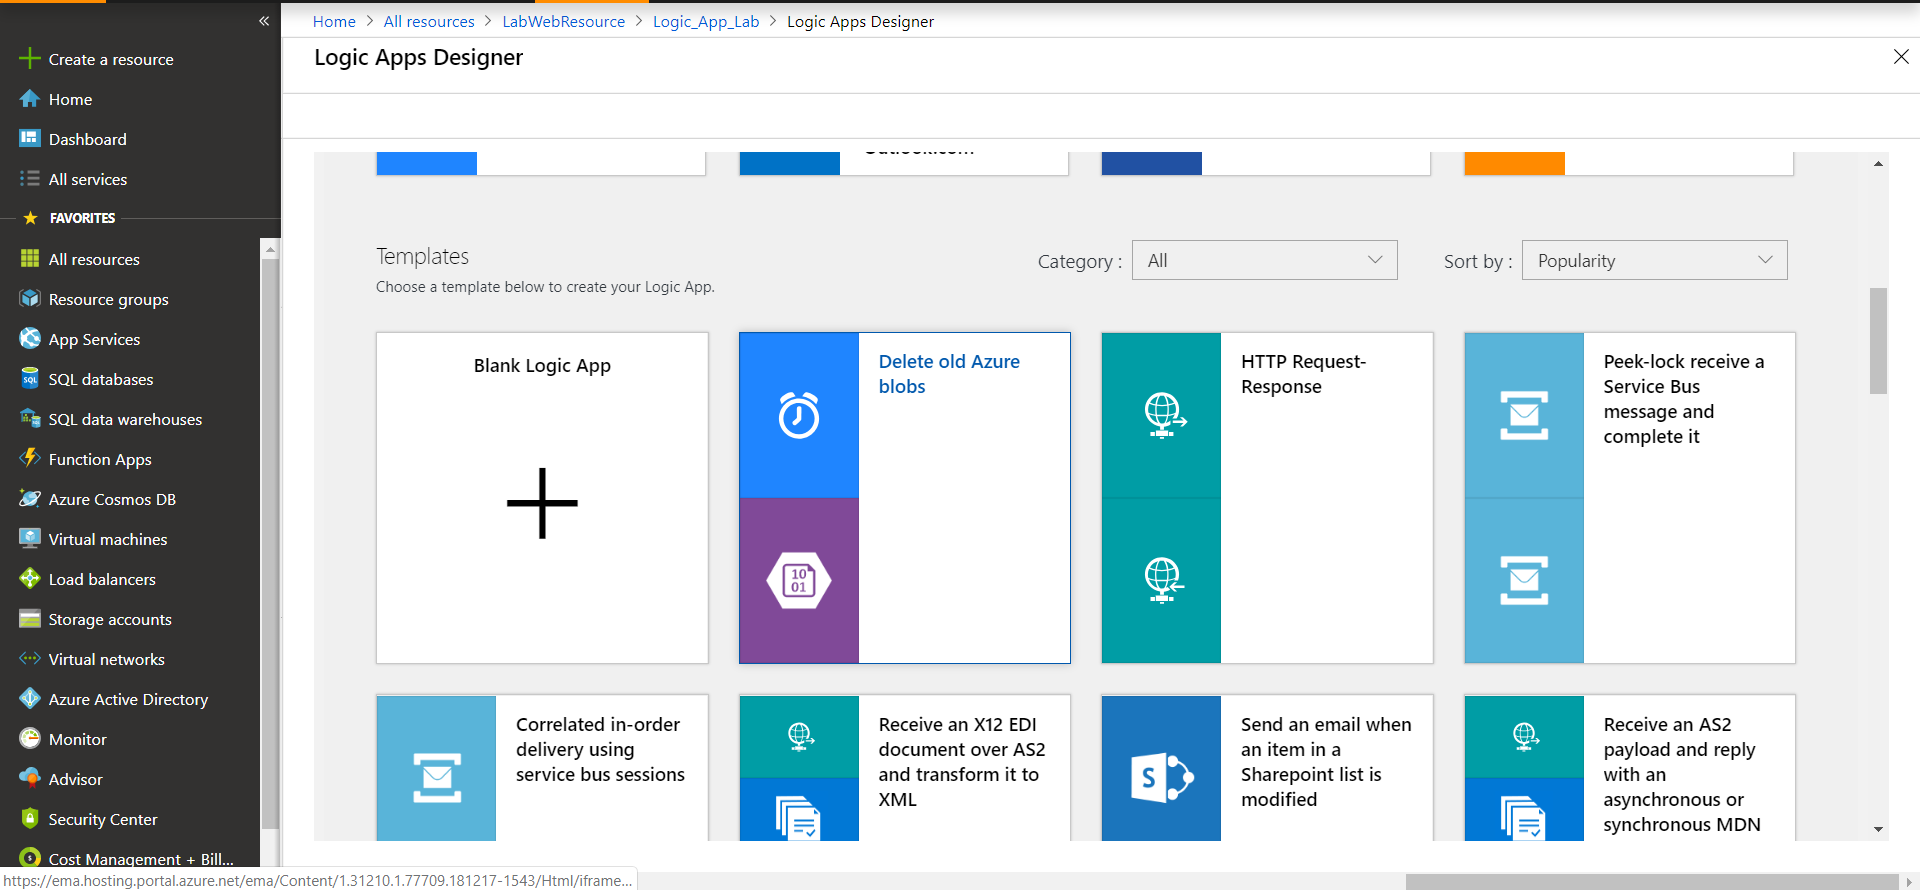 Home > All resources > LabWebResource > Logic_App_Lab > Logic Apps Designer
Logic Apps Designer
Create a resource
Home
Dashboard
All services
FAVORITES
All resources
Resource groups
App Services
SQL databases
SQL data warehouses
Function Apps
Azure Cosmos DB
Virtual machines
Load balancers
Storage accounts
Virtual networks
Azure Active Directory
Monitor
Advisor
Security Center
Cost Management + Bill...
Outlook.com
Templates
Choose a template below to create your Logic App.
Category : All
Sort by : Popularity
Blank Logic App
Delete old Azure
blobs
10
01
HTTP Request-
Response
Peek-lock receive a
Service Bus
message and
complete it
Correlated in-order
delivery using
service bus sessions
Receive an X12 EDI
document over AS2
and transform it to
XML
S
Send an email when
an item in a
Sharepoint list is
modified
Receive an AS2
payload and reply
with an
asynchronous or
synchronous MDN
https://ema.hosting.portal.azure.net/ema/Content/1.31210.1.77709.181217-1543/Html/iframe...